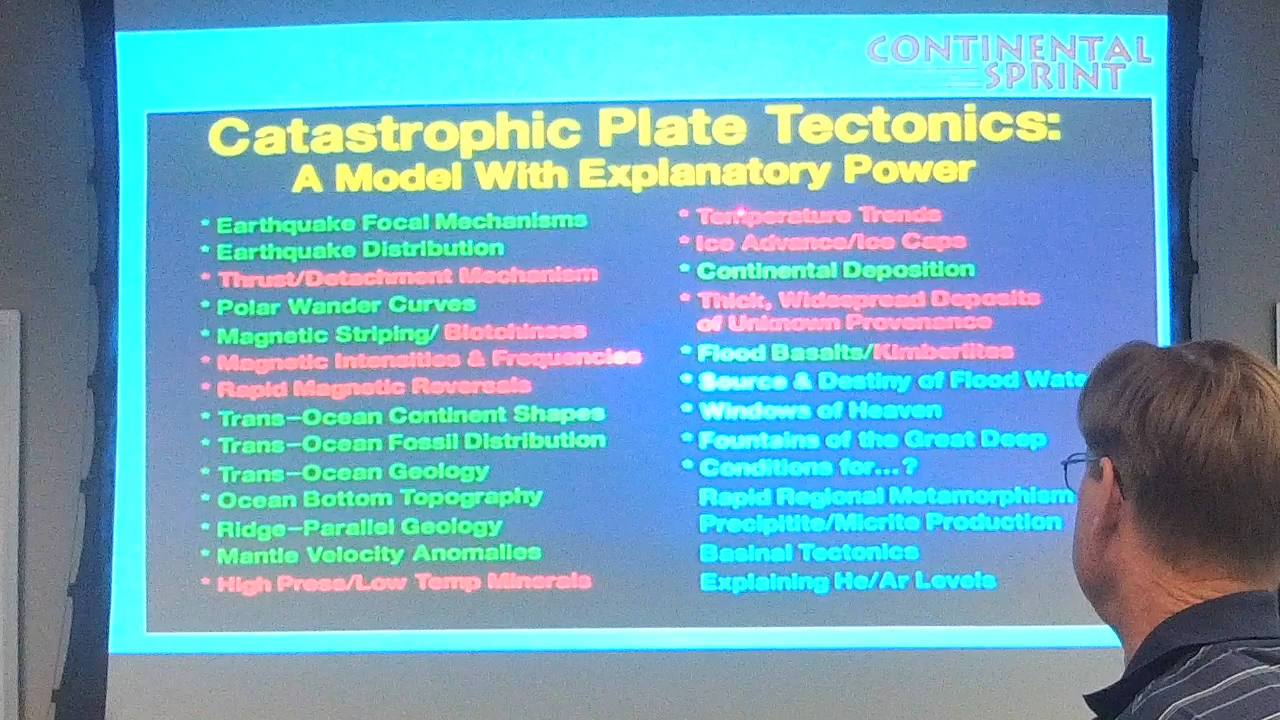 CONTINENTAL
SPRINT
Catastrophic Plate Tectonics:
A Model With Explanatory Power
* Earthquake Focal Mechanisms
* Earthquake Distribution
* Thrust/Detachment Mechanism
* Polar Wander Curves
* Magnetic Striping/ Blotchiness
* Magnetic Intensities & Frequencies
* Rapid Magnetic Reversals
* Trans-Ocean Continent Shapes
* Trans-Ocean Fossil Distribution
* Trans-Ocean Geology
* Ocean Bottom Topography
* Ridge-Parallel Geology
* Mantle Velocity Anomalies
* High Press/Low Temp Minerals
* Temperature Trends
* Ice Advance/Ice Caps
* Continental Deposition
* Thick, Widespread Deposits
of Unknown Provenance
* Flood Basalts/Kimberlites
* Source & Destiny of Flood Wate
* Windows of Heaven
* Fountains of the Great Deep
* Conditions for...?
Rapid Regional Metamorphism
Precipitite/Micrite Production
Basinal Tectonics
Explaining He/Ar Levels